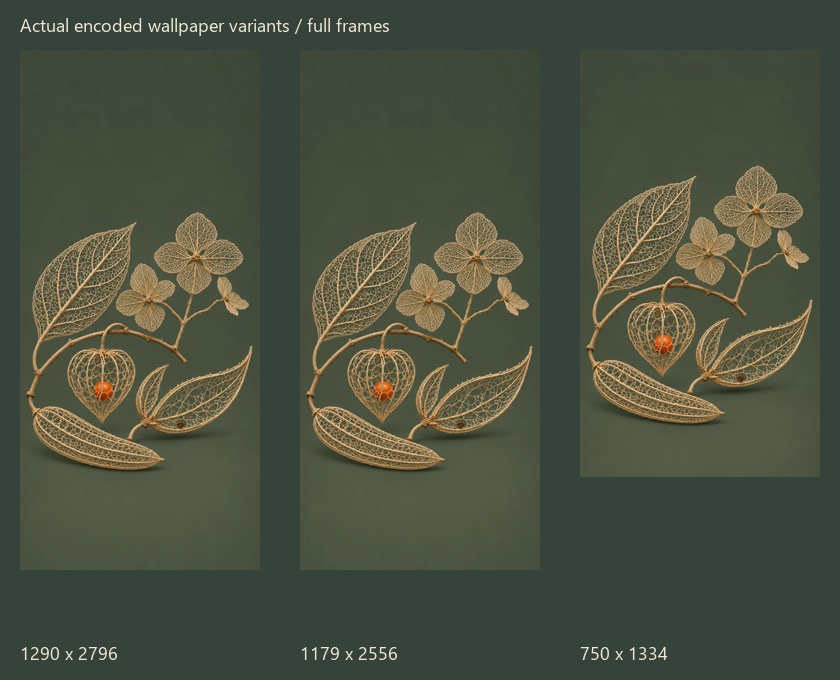 Actual encoded wallpaper variants / full frames
1290 x 2796
1179 x 2556
750 x 1334